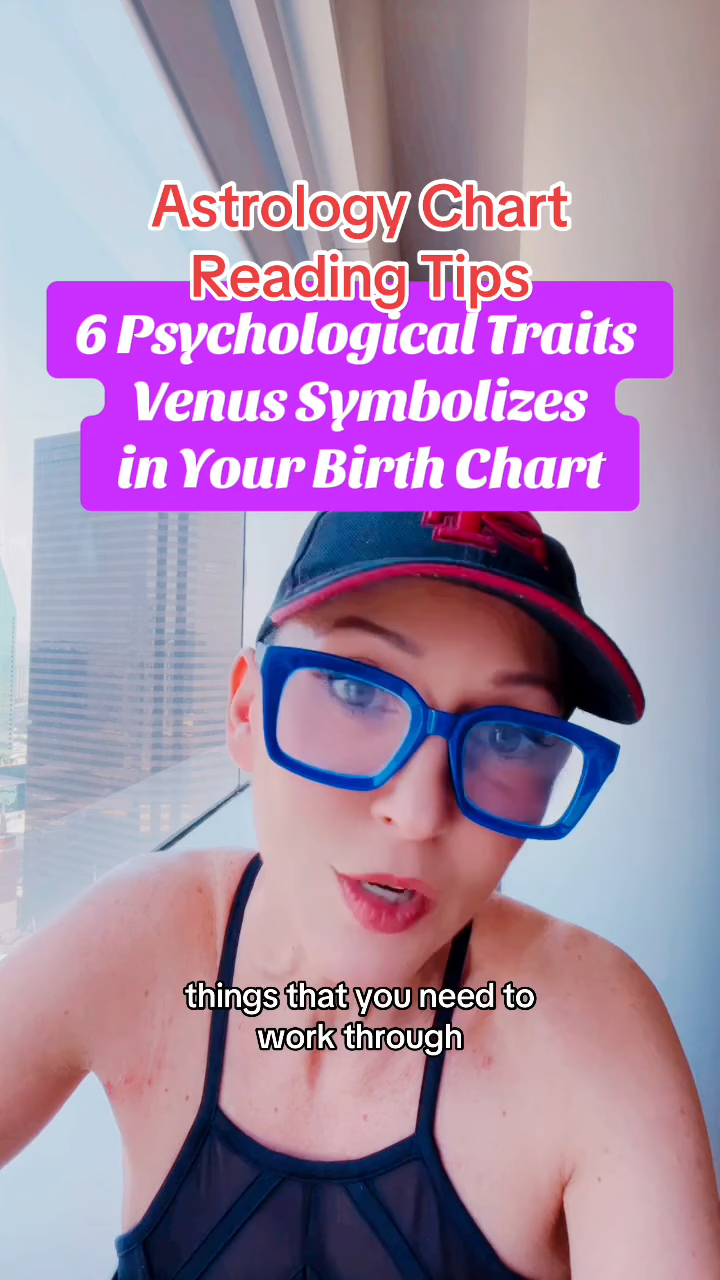 Astrology Chart
Reading Tips
6 Psychological Traits
Venus Symbolizes
in Your Birth Chart
things that you need to
work through